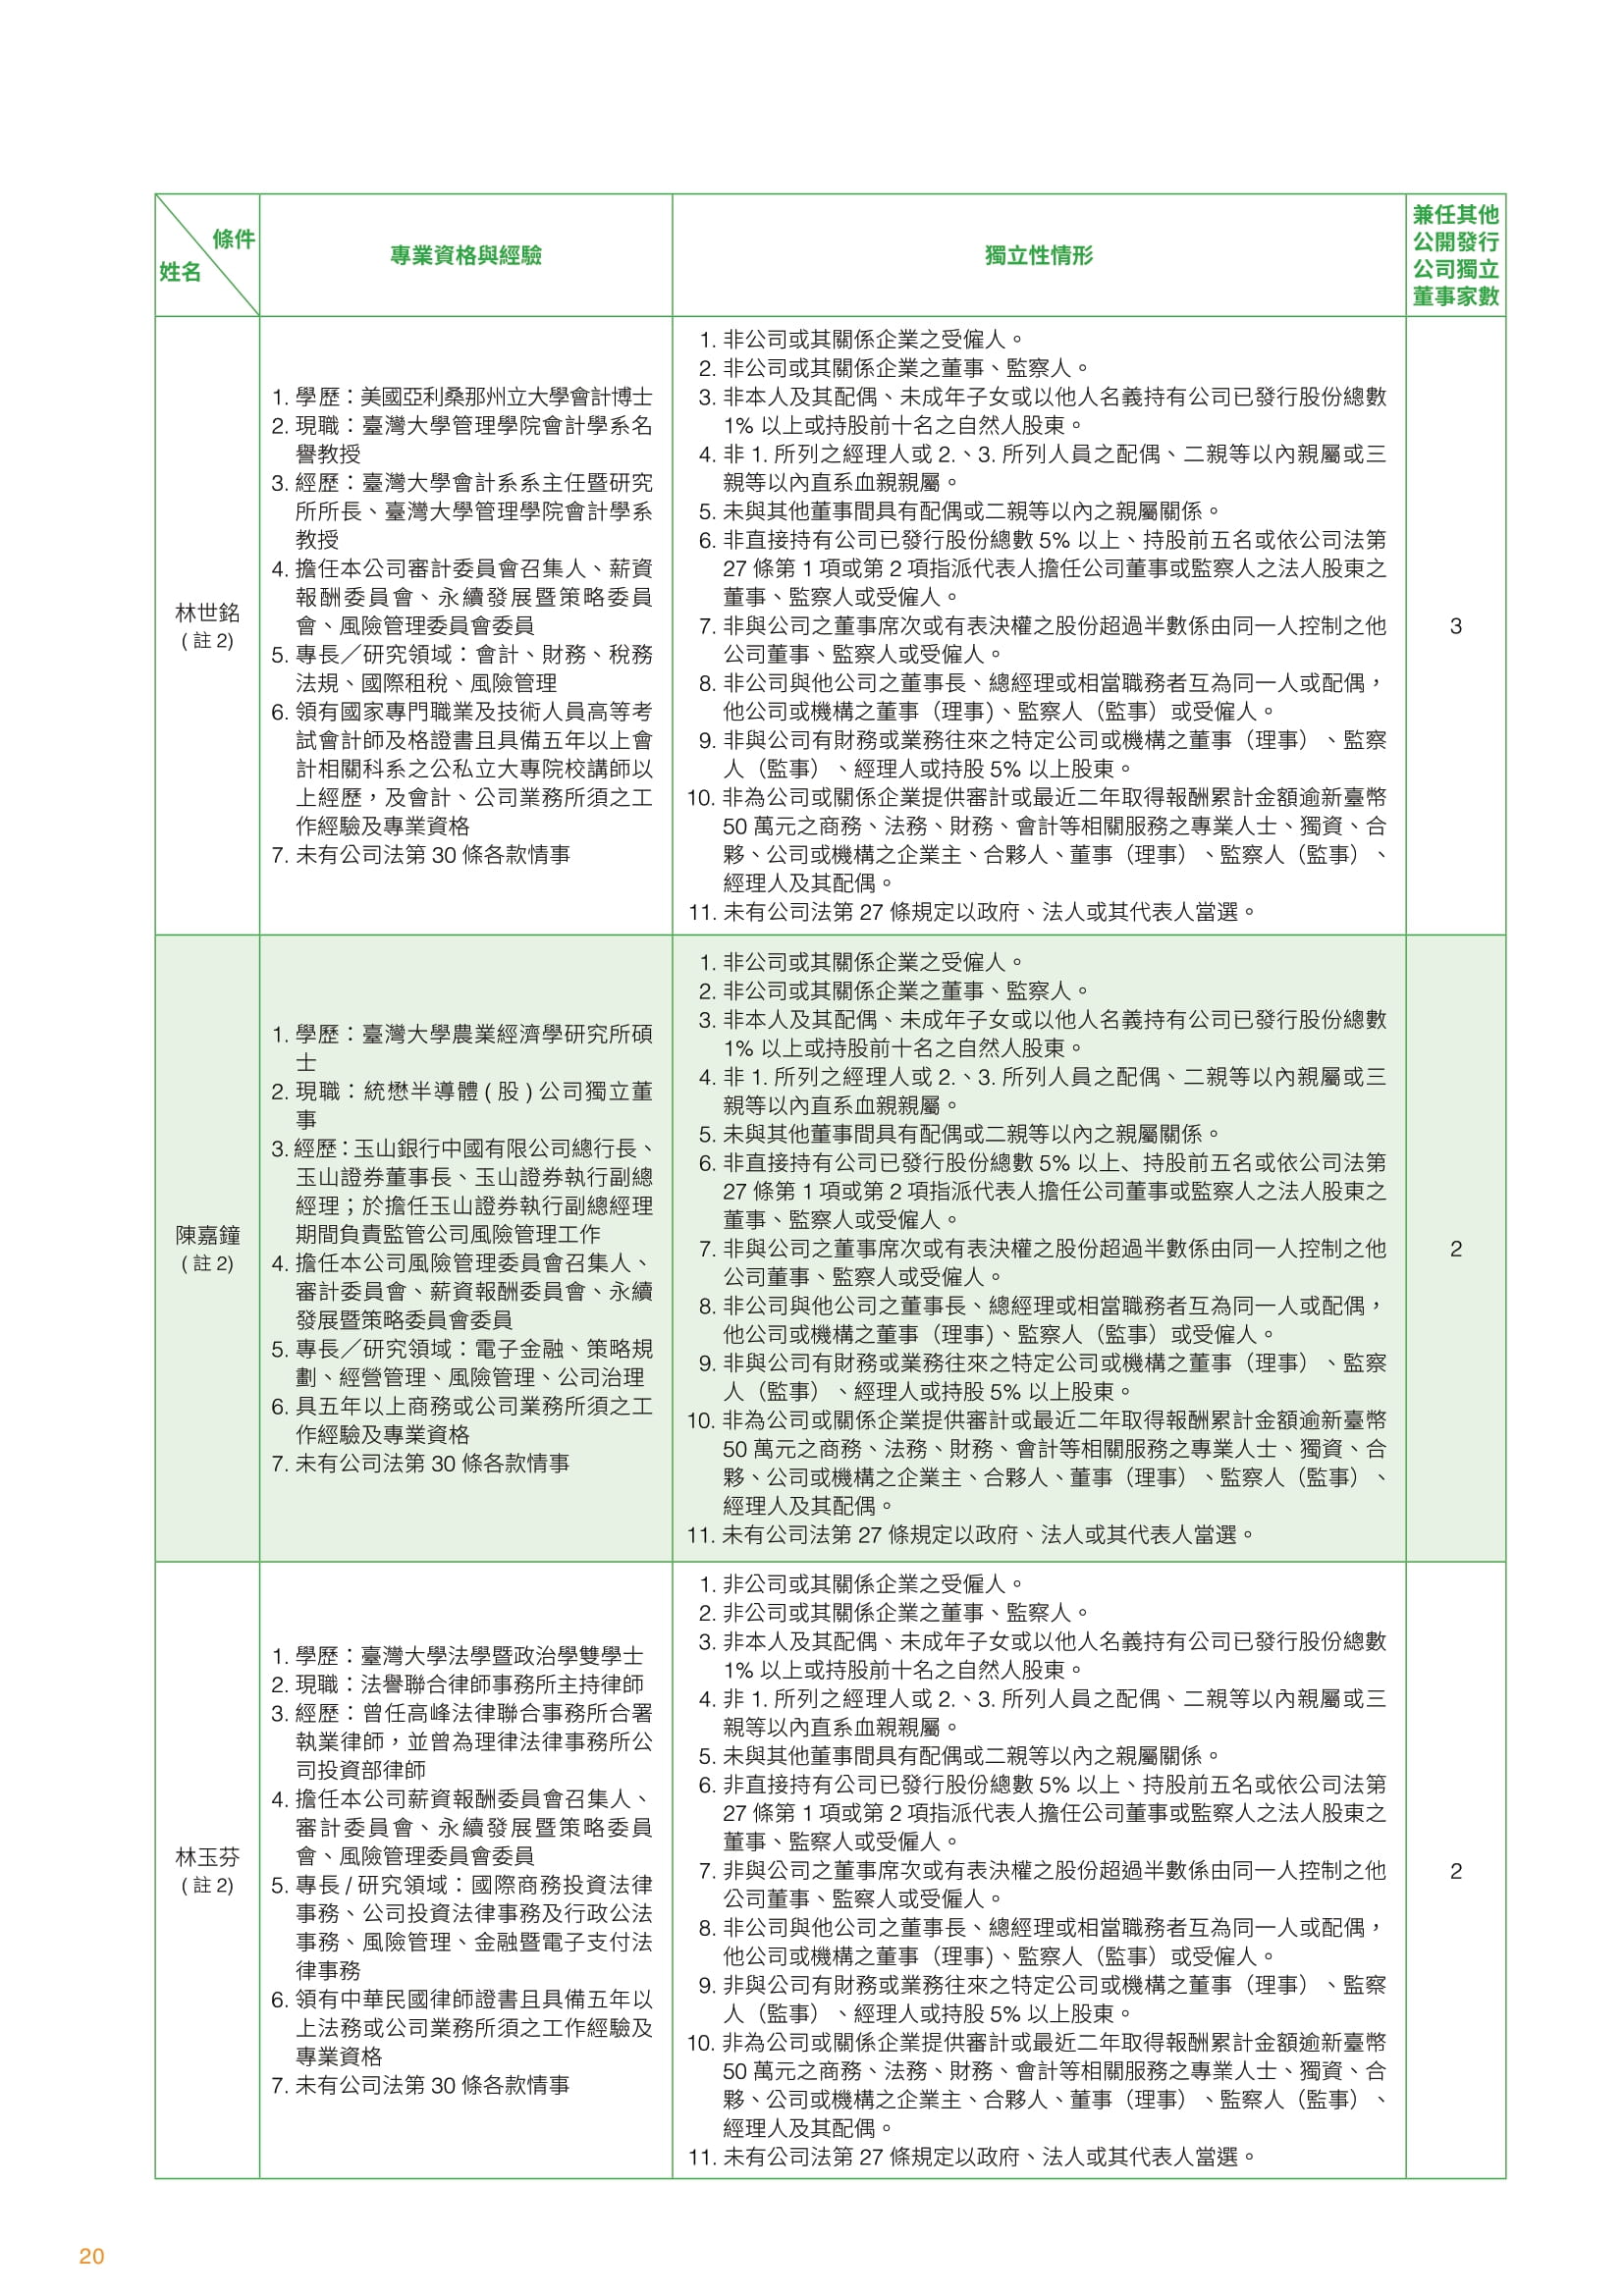 條件
姓名
專業資格與經驗
獨立性情形
兼任其他
公開發行
公司獨立
董事家數
林世銘
( 註 2)
1. 學歷：美國亞利桑那州立大學會計博士
2. 現職：臺灣大學管理學院會計學系名
譽教授
3. 經歷：臺灣大學會計系系主任暨研究
所所長、臺灣大學管理學院會計學系
教授
4. 擔任本公司審計委員會召集人、薪資
報酬委員會、永續發展暨策略委員
會、風險管理委員會委員
5. 專長／研究領域：會計、財務、稅務
法規、國際租稅、風險管理
6. 領有國家專門職業及技術人員高等考
試會計師及格證書且具備五年以上會
計相關科系之公私立大專院校講師以
上經歷，及會計、公司業務所須之工
作經驗及專業資格
7. 未有公司法第 30 條各款情事
1. 非公司或其關係企業之受僱人。
2. 非公司或其關係企業之董事、監察人。
3. 非本人及其配偶、未成年子女或以他人名義持有公司已發行股份總數
1% 以上或持股前十名之自然人股東。
4. 非 1. 所列之經理人或 2.、3. 所列人員之配偶、二親等以內親屬或三
親等以內直系血親親屬。
5. 未與其他董事間具有配偶或二親等以內之親屬關係。
6. 非直接持有公司已發行股份總數 5% 以上、持股前五名或依公司法第
27 條第 1 項或第 2 項指派代表人擔任公司董事或監察人之法人股東之
董事、監察人或受僱人。
7. 非與公司之董事席次或有表決權之股份超過半數係由同一人控制之他
公司董事、監察人或受僱人。
8. 非公司與他公司之董事長、總經理或相當職務者互為同一人或配偶，
他公司或機構之董事（理事）、監察人（監事）或受僱人。
9. 非與公司有財務或業務往來之特定公司或機構之董事（理事）、監察
人（監事）、經理人或持股 5% 以上股東。
10. 非為公司或關係企業提供審計或最近二年取得報酬累計金額逾新臺幣
50 萬元之商務、法務、財務、會計等相關服務之專業人士、獨資、合
夥、公司或機構之企業主、合夥人、董事（理事）、監察人（監事）、
經理人及其配偶。
11. 未有公司法第 27 條規定以政府、法人或其代表人當選。
3
陳嘉鐘
( 註 2)
1. 學歷：臺灣大學農業經濟學研究所碩
士
2. 現職：統懋半導體 ( 股 ) 公司獨立董
事
3. 經歷：玉山銀行中國有限公司總行長、
玉山證券董事長、玉山證券執行副總
經理；於擔任玉山證券執行副總經理
期間負責監管公司風險管理工作
4. 擔任本公司風險管理委員會召集人、
審計委員會、薪資報酬委員會、永續
發展暨策略委員會委員
5. 專長／研究領域：電子金融、策略規
劃、經營管理、風險管理、公司治理
6. 具五年以上商務或公司業務所須之工
作經驗及專業資格
7. 未有公司法第 30 條各款情事
1. 非公司或其關係企業之受僱人。
2. 非公司或其關係企業之董事、監察人。
3. 非本人及其配偶、未成年子女或以他人名義持有公司已發行股份總數
1% 以上或持股前十名之自然人股東。
4. 非 1. 所列之經理人或 2.、3. 所列人員之配偶、二親等以內親屬或三
親等以內直系血親親屬。
5. 未與其他董事間具有配偶或二親等以內之親屬關係。
6. 非直接持有公司已發行股份總數 5% 以上、持股前五名或依公司法第
27 條第 1 項或第 2 項指派代表人擔任公司董事或監察人之法人股東之
董事、監察人或受僱人。
7. 非與公司之董事席次或有表決權之股份超過半數係由同一人控制之他
公司董事、監察人或受僱人。
8. 非公司與他公司之董事長、總經理或相當職務者互為同一人或配偶，
他公司或機構之董事（理事）、監察人（監事）或受僱人。
9. 非與公司有財務或業務往來之特定公司或機構之董事（理事）、監察
人（監事）、經理人或持股 5% 以上股東。
10. 非為公司或關係企業提供審計或最近二年取得報酬累計金額逾新臺幣
50 萬元之商務、法務、財務、會計等相關服務之專業人士、獨資、合
夥、公司或機構之企業主、合夥人、董事（理事）、監察人（監事）、
經理人及其配偶。
11. 未有公司法第 27 條規定以政府、法人或其代表人當選。
2
林玉芬
( 註 2)
1. 學歷：臺灣大學法學暨政治學雙學士
2. 現職：法譽聯合律師事務所主持律師
3. 經歷：曾任高峰法律聯合事務所合署
執業律師，並曾為理律法律事務所公
司投資部律師
4. 擔任本公司薪資報酬委員會召集人、
審計委員會、永續發展暨策略委員
會、風險管理委員會委員
5. 專長 / 研究領域：國際商務投資法律
事務、公司投資法律事務及行政公法
事務、風險管理、金融暨電子支付法
律事務
6. 領有中華民國律師證書且具備五年以
上法務或公司業務所須之工作經驗及
專業資格
7. 未有公司法第 30 條各款情事
1. 非公司或其關係企業之受僱人。
2. 非公司或其關係企業之董事、監察人。
3. 非本人及其配偶、未成年子女或以他人名義持有公司已發行股份總數
1% 以上或持股前十名之自然人股東。
4. 非 1. 所列之經理人或 2.、3. 所列人員之配偶、二親等以內親屬或三
親等以內直系血親親屬。
5. 未與其他董事間具有配偶或二親等以內之親屬關係。
6. 非直接持有公司已發行股份總數 5% 以上、持股前五名或依公司法第
27 條第 1 項或第 2 項指派代表人擔任公司董事或監察人之法人股東之
董事、監察人或受僱人。
7. 非與公司之董事席次或有表決權之股份超過半數係由同一人控制之他
公司董事、監察人或受僱人。
8. 非公司與他公司之董事長、總經理或相當職務者互為同一人或配偶，
他公司或機構之董事（理事）、監察人（監事）或受僱人。
9. 非與公司有財務或業務往來之特定公司或機構之董事（理事）、監察
人（監事）、經理人或持股 5% 以上股東。
10. 非為公司或關係企業提供審計或最近二年取得報酬累計金額逾新臺幣
50 萬元之商務、法務、財務、會計等相關服務之專業人士、獨資、合
夥、公司或機構之企業主、合夥人、董事（理事）、監察人（監事）、
經理人及其配偶。
11. 未有公司法第 27 條規定以政府、法人或其代表人當選。
2
20